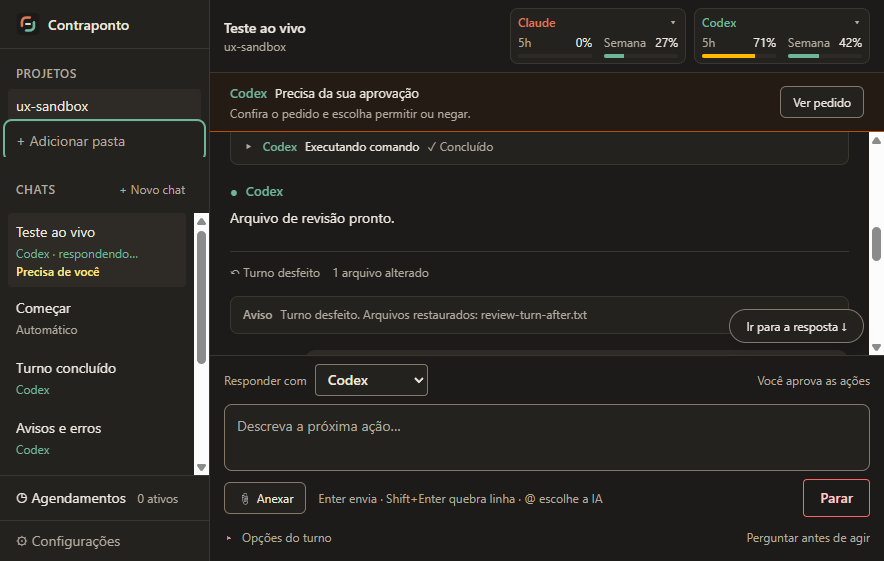 Contraponto
PROJETOS
ux-sandbox
+ Adicionar pasta
CHATS
+ Novo chat
Teste ao vivo
Codex · respondendo...
Precisa de você
Começar
Automático
Turno concluído
Codex
Avisos e erros
Codex
Agendamentos 0 ativos
Configurações
Teste ao vivo
ux-sandbox
Claude
5h 0% Semana 27%
Codex
5h 71% Semana 42%
Codex Precisa da sua aprovação
Confira o pedido e escolha permitir ou negar.
Ver pedido
Codex Executando comando ✓ Concluído
Codex
Arquivo de revisão pronto.
↶ Turno desfeito 1 arquivo alterado
Aviso Turno desfeito. Arquivos restaurados: review-turn-after.txt
Ir para a resposta ↓
Responder com Codex
Você aprova as ações
Descreva a próxima ação...
Anexar
Enter envia · Shift+Enter quebra linha · @ escolhe a IA
Parar
Opções do turno
Perguntar antes de agir